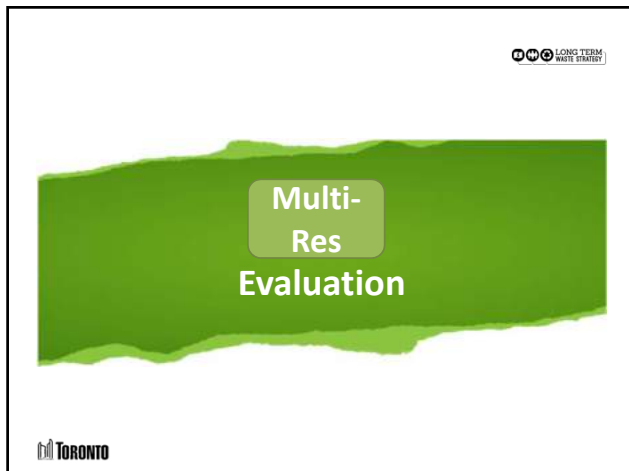 LONG TERM
WASTE STRATEGY
Multi-
Res
Evaluation
TORONTO